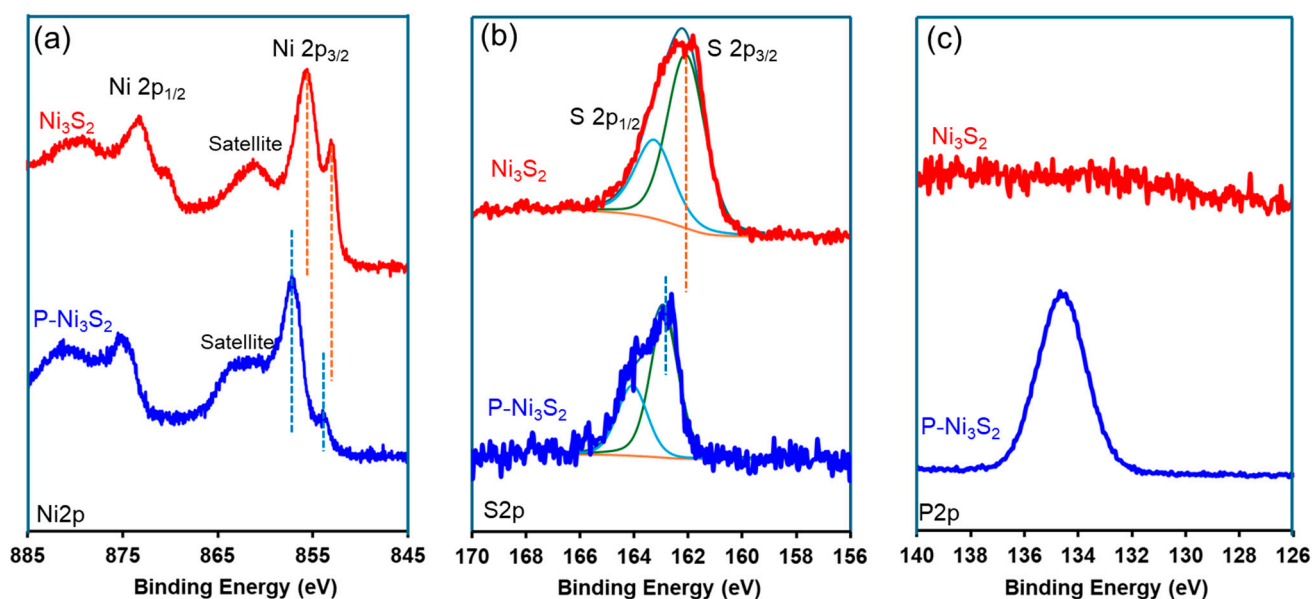 (a)
Ni 2p3/2
Ni 2p1/2
Ni3S2
Satellite
P-Ni3S2
Satellite
Ni2p
885 875 865 855 845
Binding Energy (eV)
(b)
S 2p3/2
S 2p1/2
Ni3S2
P-Ni3S2
S2p
170 168 166 164 162 160 158 156
Binding Energy (eV)
(c)
Ni3S2
P-Ni3S2
P2p
140 138 136 134 132 130 128 126
Binding Energy (eV)